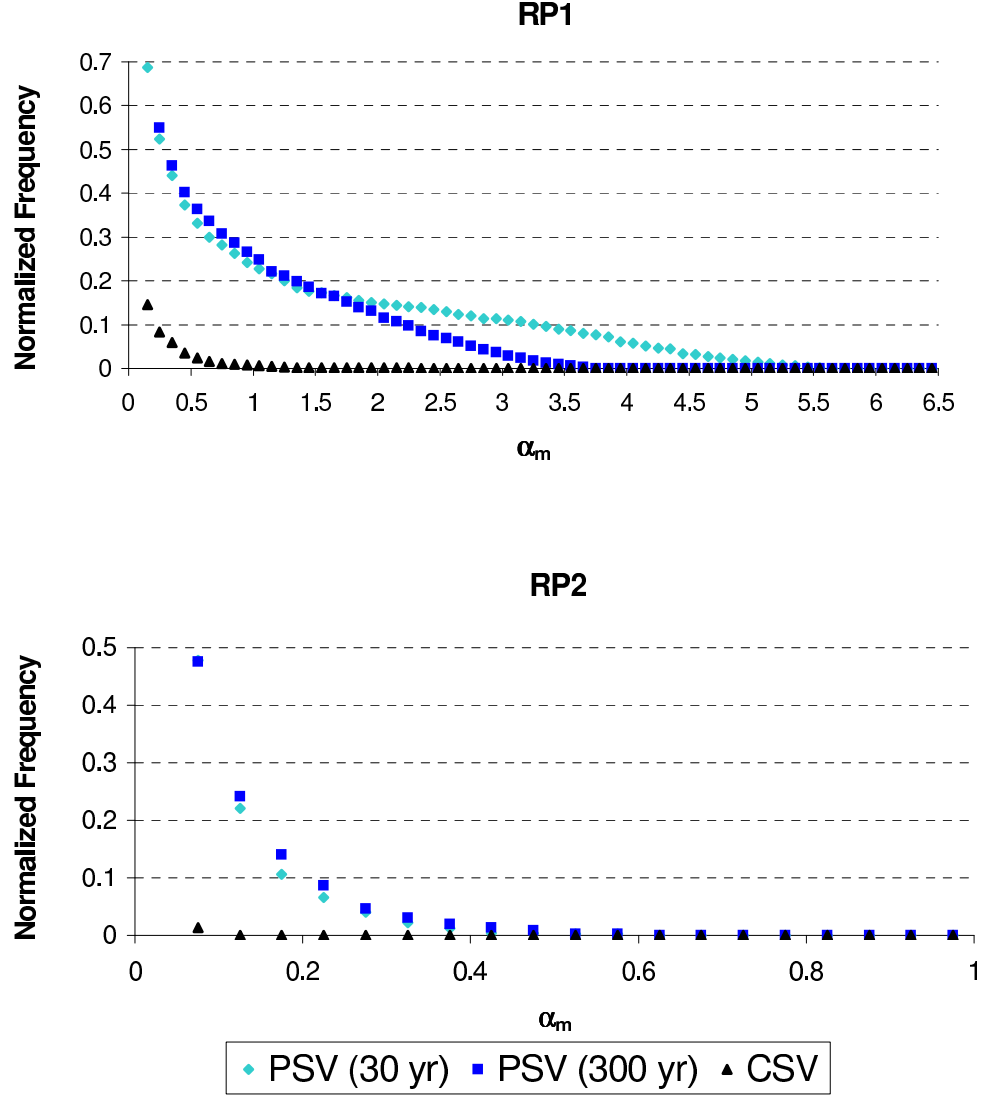 RP1
Normalized Frequency
0.7
0.6
0.5
0.4
0.3
0.2
0.1
0
0 0.5 1 1.5 2 2.5 3 3.5 4 4.5 5 5.5 6 6.5
αm
RP2
Normalized Frequency
0.5
0.4
0.3
0.2
0.1
0
0 0.2 0.4 0.6 0.8 1
αm
PSV (30 yr) PSV (300 yr) CSV